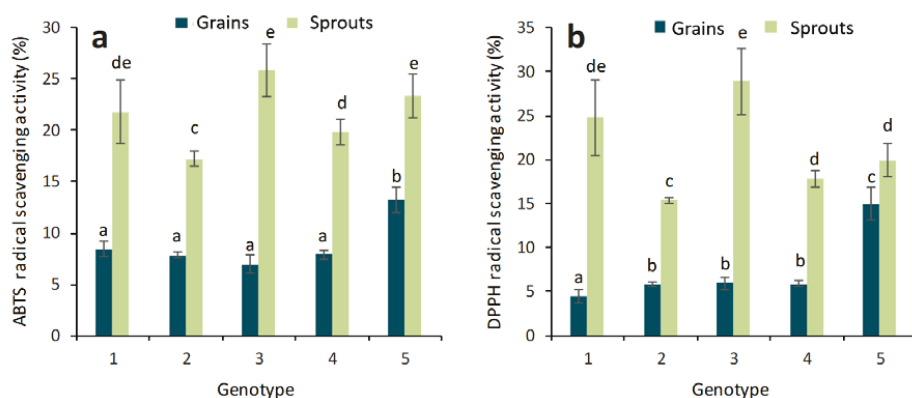 a
Grains Sprouts
ABTS radical scavenging activity (%)
30
25
20
15
10
5
0
de
c
e
d
e
a
a
a
a
b
1 2 3 4 5
Genotype
b
Grains Sprouts
DPPH radical scavenging activity (%)
35
30
25
20
15
10
5
0
de
c
e
d
d
a
b
b
b
c
1 2 3 4 5
Genotype